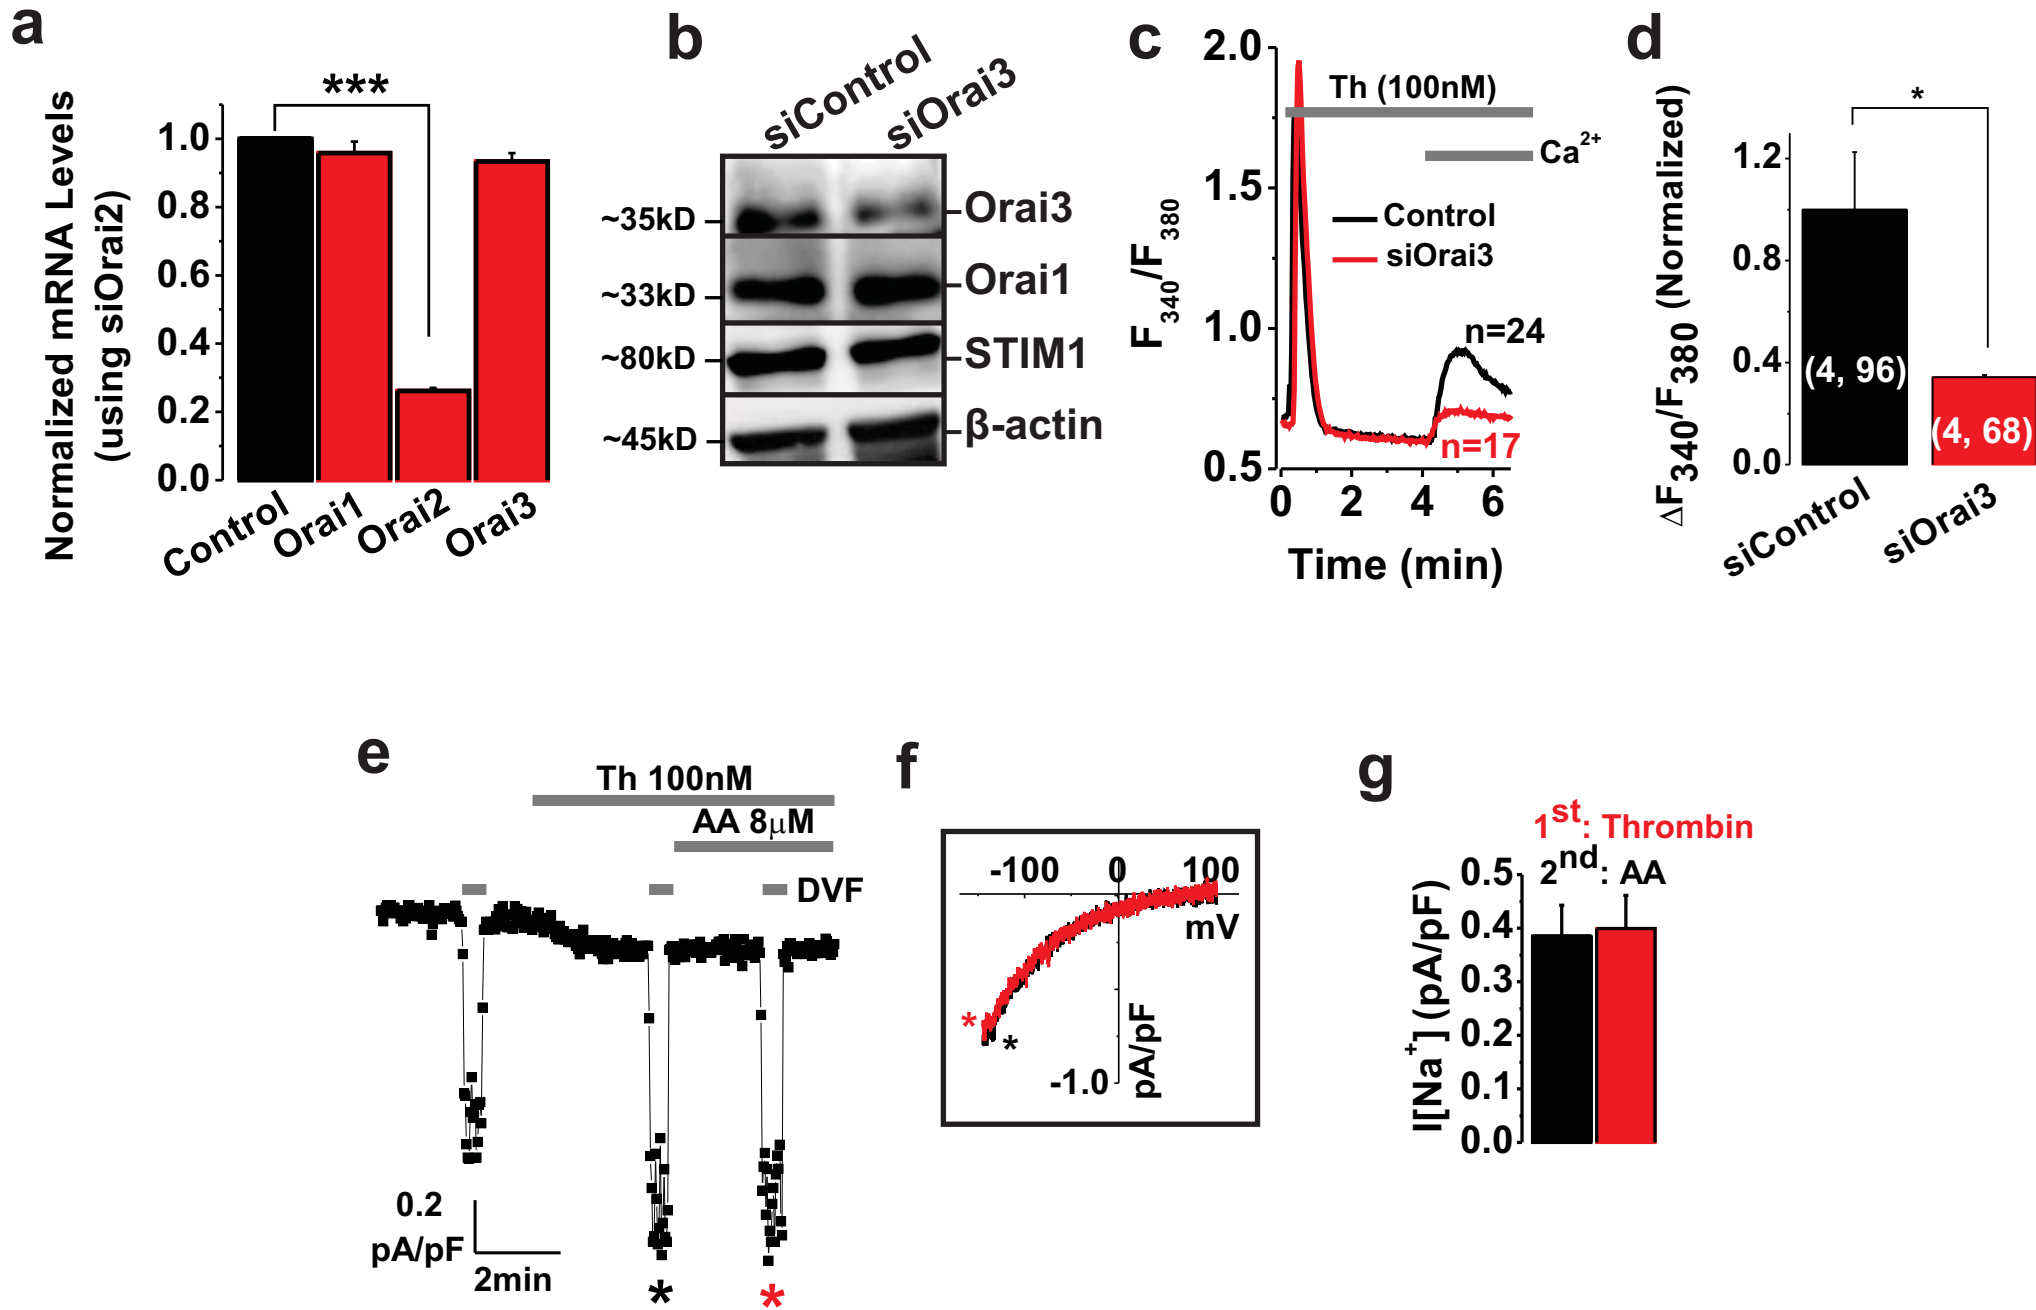 a
Normalized mRNA Levels
(using siOrai2)
***
1.0
0.8
0.6
0.4
0.2
0.0
Control
Orai1
Orai2
Orai3
b
siControl
siOrai3
~35kD
Orai3
~33kD
Orai1
~80kD
STIM1
~45kD
β-actin
c
F340/F380
2.0
1.5
1.0
0.5
Th (100nM)
Ca2+
Control
siOrai3
n=24
n=17
0
2
4
6
Time (min)
d
ΔF340/F380 (Normalized)
*
1.2
0.8
0.4
0.0
(4, 96)
(4, 68)
siControl
siOrai3
e
Th 100nM
AA 8μM
DVF
0.2
pA/pF
2min
*
*
f
-100
0
100
mV
*
*
-1.0
pA/pF
g
1st: Thrombin
2nd: AA
I[Na+] (pA/pF)
0.5
0.4
0.3
0.2
0.1
0.0